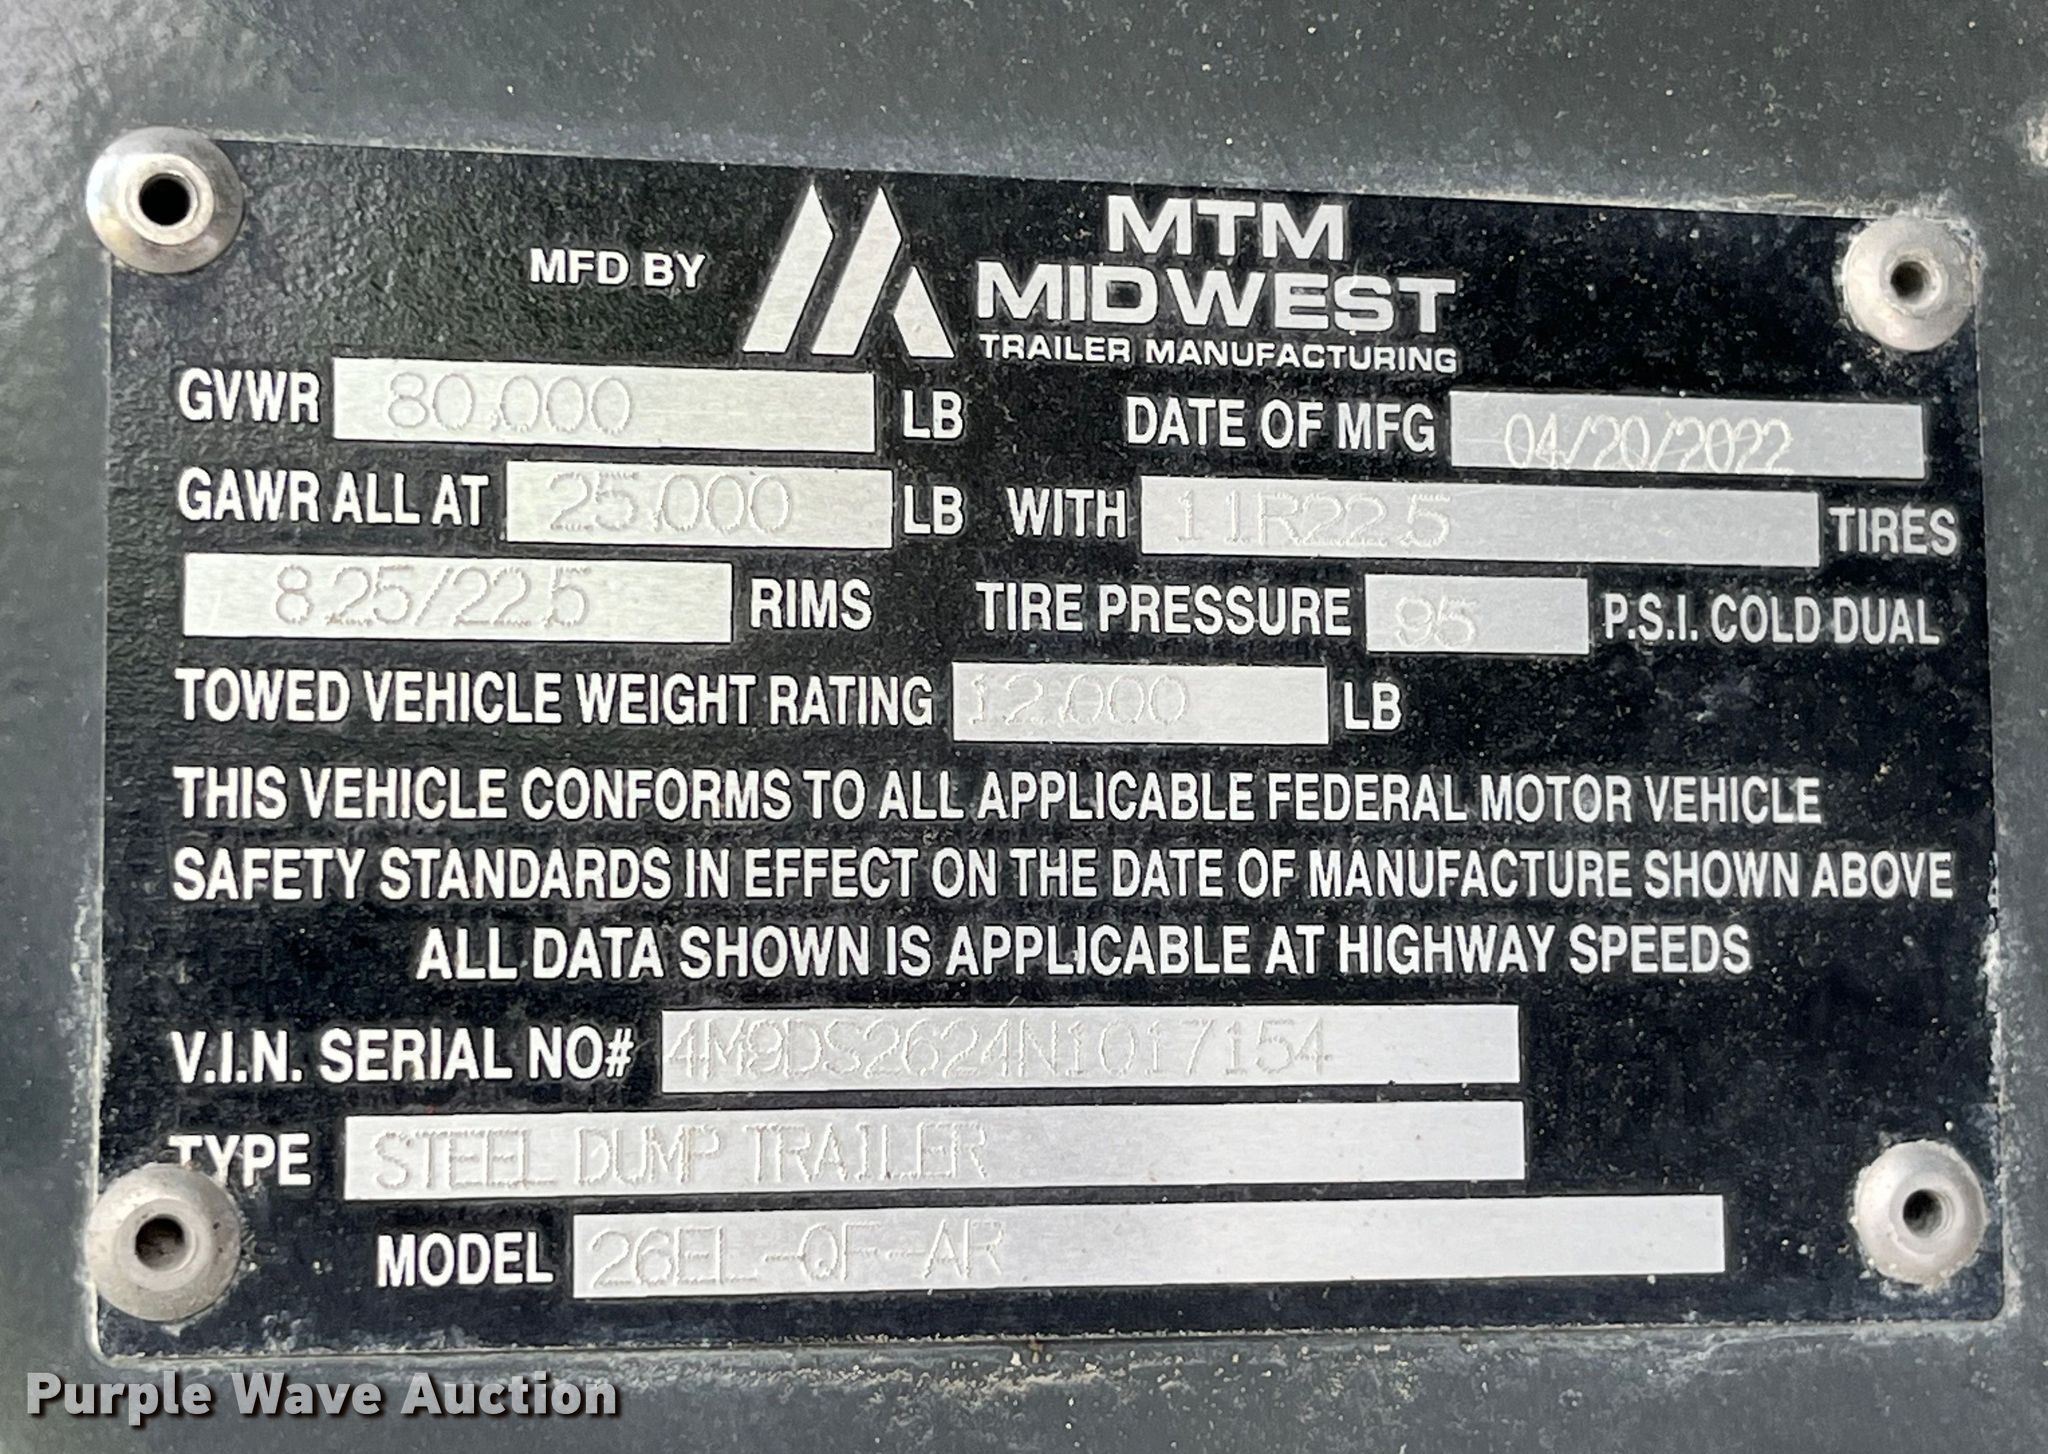 MFD BY MTM
MIDWEST
TRAILER MANUFACTURING
GVWR 80,000 LB DATE OF MFG 04/20/2022
GAWR ALL AT 25,000 LB WITH 11R22.5 TIRES
8.25/22.5 RIMS TIRE PRESSURE 95 P.S.I. COLD DUAL
TOWED VEHICLE WEIGHT RATING 12,000 LB
THIS VEHICLE CONFORMS TO ALL APPLICABLE FEDERAL MOTOR VEHICLE
SAFETY STANDARDS IN EFFECT ON THE DATE OF MANUFACTURE SHOWN ABOVE
ALL DATA SHOWN IS APPLICABLE AT HIGHWAY SPEEDS
V.I.N. SERIAL NO# 4M9DS2624N1017154
TYPE STEEL DUMP TRAILER
MODEL 26EL-QF-AR
Purple Wave Auction